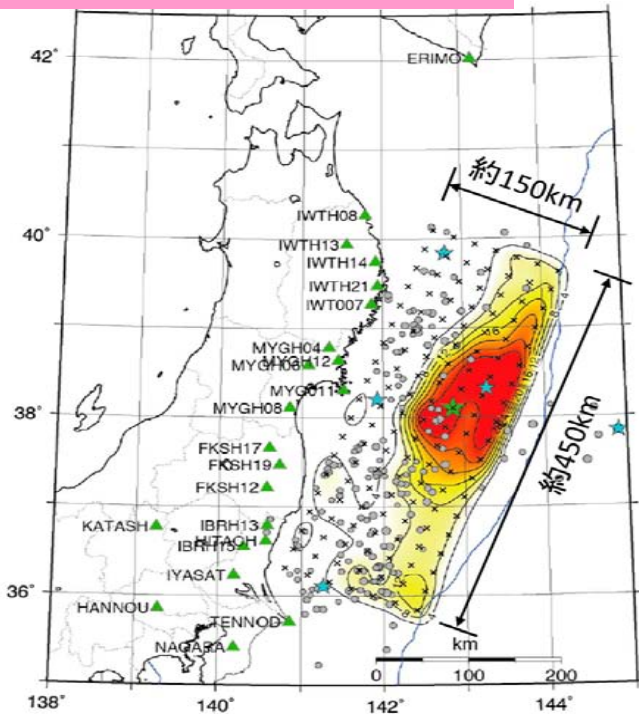 42°
ERIMO
約150km
40°
IWTH08
IWTH13
IWTH14
IWTH21
IWT007
MYGH04
MYGH12
MYGH03
MYG011
MYGH08
38°
約450km
FKSH17
FKSH19
FKSH12
KATASH
IBRH13
HITACH
IBRH15
IYASAT
36°
HANNOU
TENNOD
NAGARA
km
0 100 200
138° 140° 142° 144°